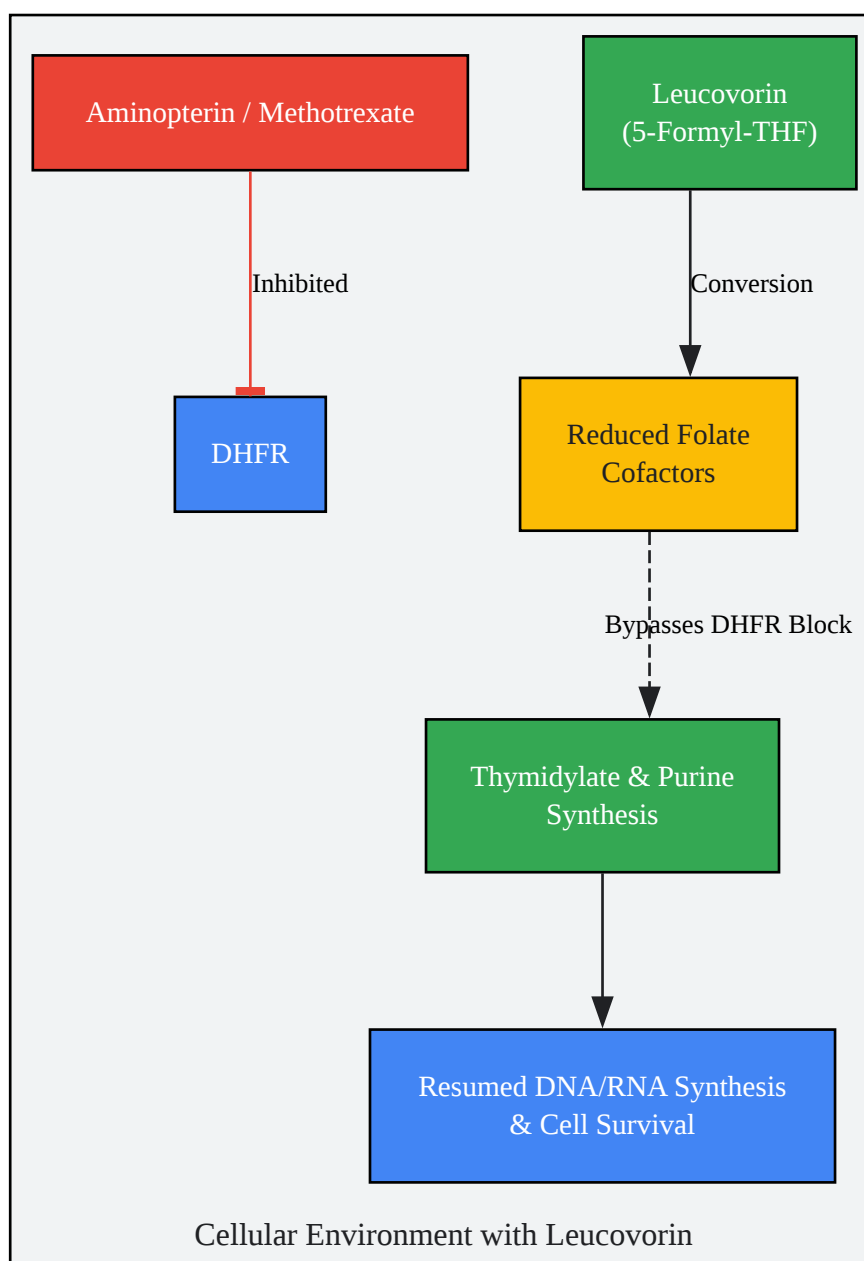 Aminopterin / Methotrexate
Leucovorin
(5-Formyl-THF)
Inhibited
Conversion
DHFR
Reduced Folate
Cofactors
Bypasses DHFR Block
Thymidylate & Purine
Synthesis
Resumed DNA/RNA Synthesis
& Cell Survival
Cellular Environment with Leucovorin